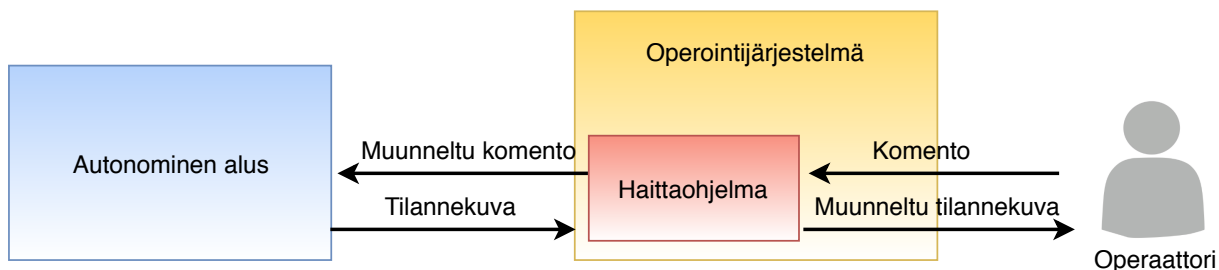 Operointijärjestelmä
Autonominen alus
Muunneltu komento
Komento
Haittaohjelma
Tilannekuva
Muunneltu tilannekuva
Operaattori